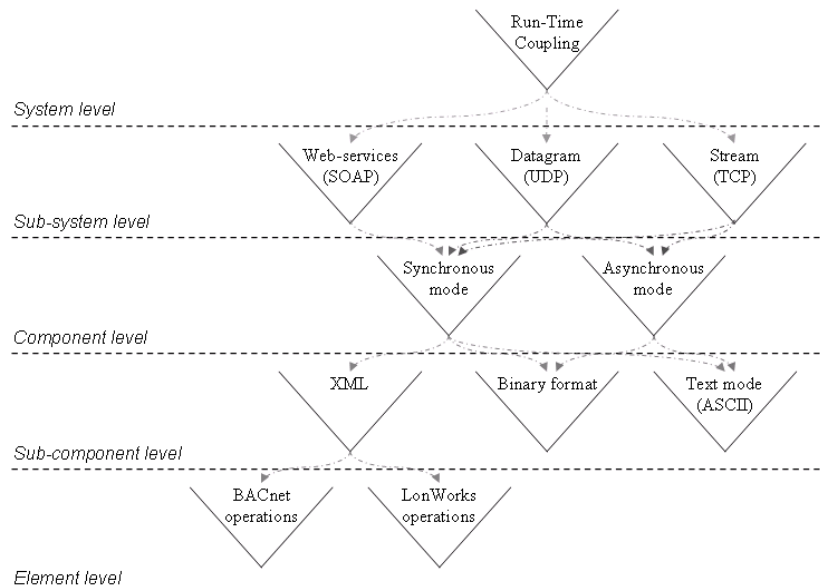 Run-Time
Coupling
System level
Web-services
(SOAP)
Datagram
(UDP)
Stream
(TCP)
Sub-system level
Synchronous
mode
Asynchronous
mode
Component level
XML
Binary format
Text mode
(ASCII)
Sub-component level
BACnet
operations
LonWorks
operations
Element level